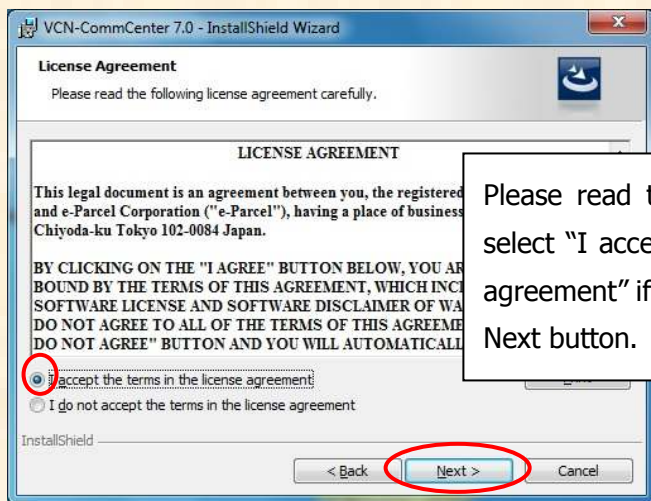 VCN-CommCenter 7.0 - InstallShield Wizard
License Agreement
Please read the following license agreement carefully.
LICENSE AGREEMENT
This legal document is an agreement between you, the registered
and e-Parcel Corporation ("e-Parcel"), having a place of business
Chiyoda-ku Tokyo 102-0084 Japan.
BY CLICKING ON THE "I AGREE" BUTTON BELOW, YOU AR
BOUND BY THE TERMS OF THIS AGREEMENT, WHICH INC
SOFTWARE LICENSE AND SOFTWARE DISCLAIMER OF WA
DO NOT AGREE TO ALL OF THE TERMS OF THIS AGREEME
DO NOT AGREE" BUTTON AND YOU WILL AUTOMATICALL
Please read t
select “I acce
agreement” if
Next button.
I accept the terms in the license agreement
I do not accept the terms in the license agreement
InstallShield
< Back
Next >
Cancel